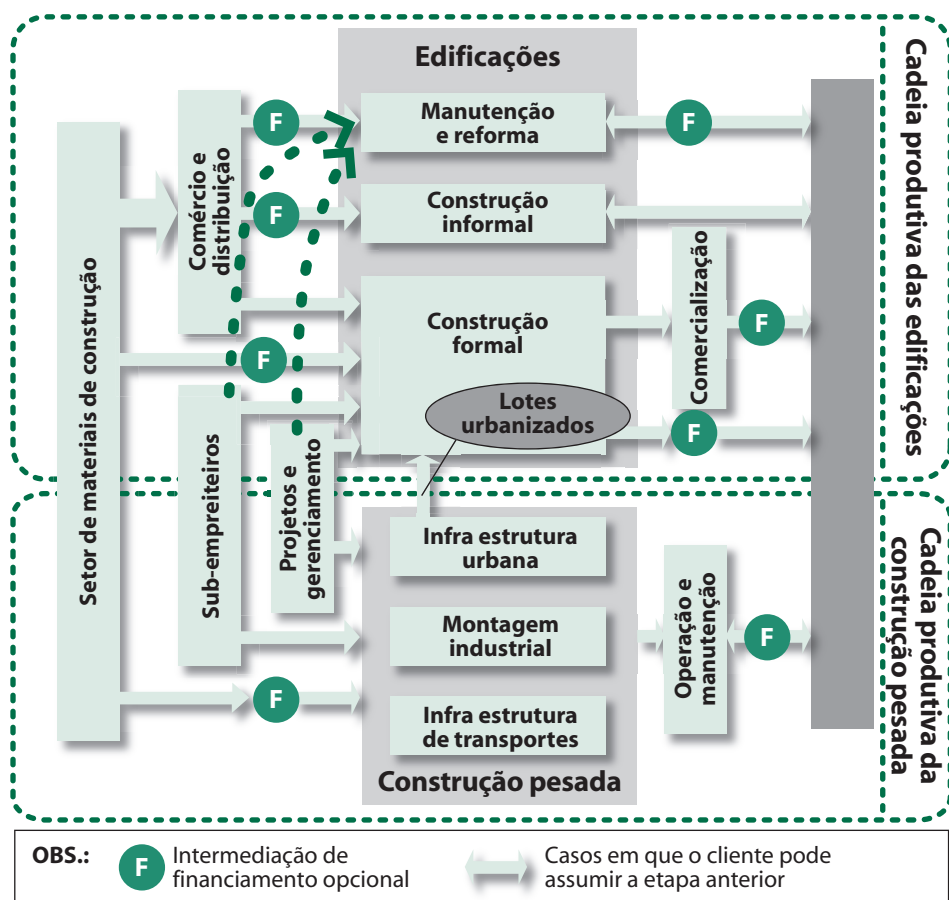 Edificações
Manutenção
e reforma
Construção
informal
Construção
formal
Lotes
urbanizados
Comércio e
distribuição
Setor de materiais de construção
Sub-empreiteiros
Projetos e
gerenciamento
Comercialização
F
F
F
F
F
F
Cadeia produtiva das edificações
Infra estrutura
urbana
Montagem
industrial
Infra estrutura
de transportes
Construção pesada
Operação e
manutenção
F
F
Cadeia produtiva da
construção pesada
OBS.:
F
Intermediação de
financiamento opcional
Casos em que o cliente pode
assumir a etapa anterior